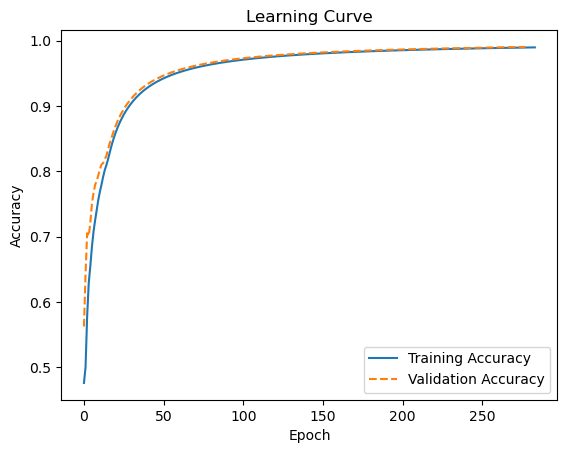 Learning Curve
1.0
0.9
0.8
0.7
0.6
0.5
Accuracy
0 50 100 150 200 250
Epoch
Training Accuracy
Validation Accuracy